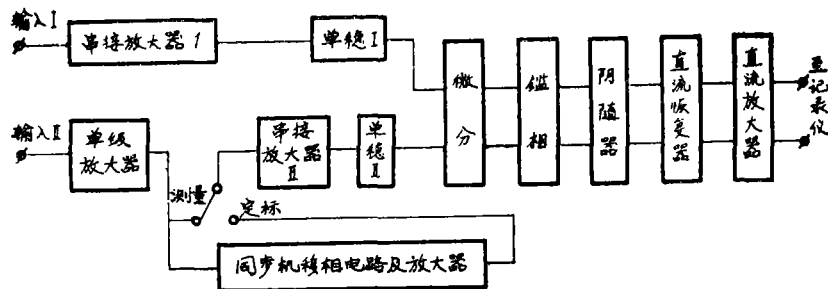 输入I
串接放大器1
单稳I
微分
鉴相
阴随器
直流恢复器
直流放大器
至记录仪
输入II
单级
放大器
串接
放大器
II
单稳II
测量
定标
同步机移相电路及放大器